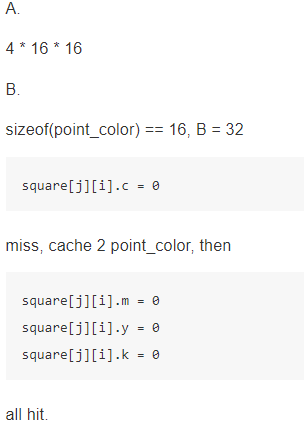 A.
4 * 16 * 16
B.
sizeof(point_color) == 16, B = 32
square[j][i].c = 0
miss, cache 2 point_color, then
square[j][i].m = 0
square[j][i].y = 0
square[j][i].k = 0
all hit.